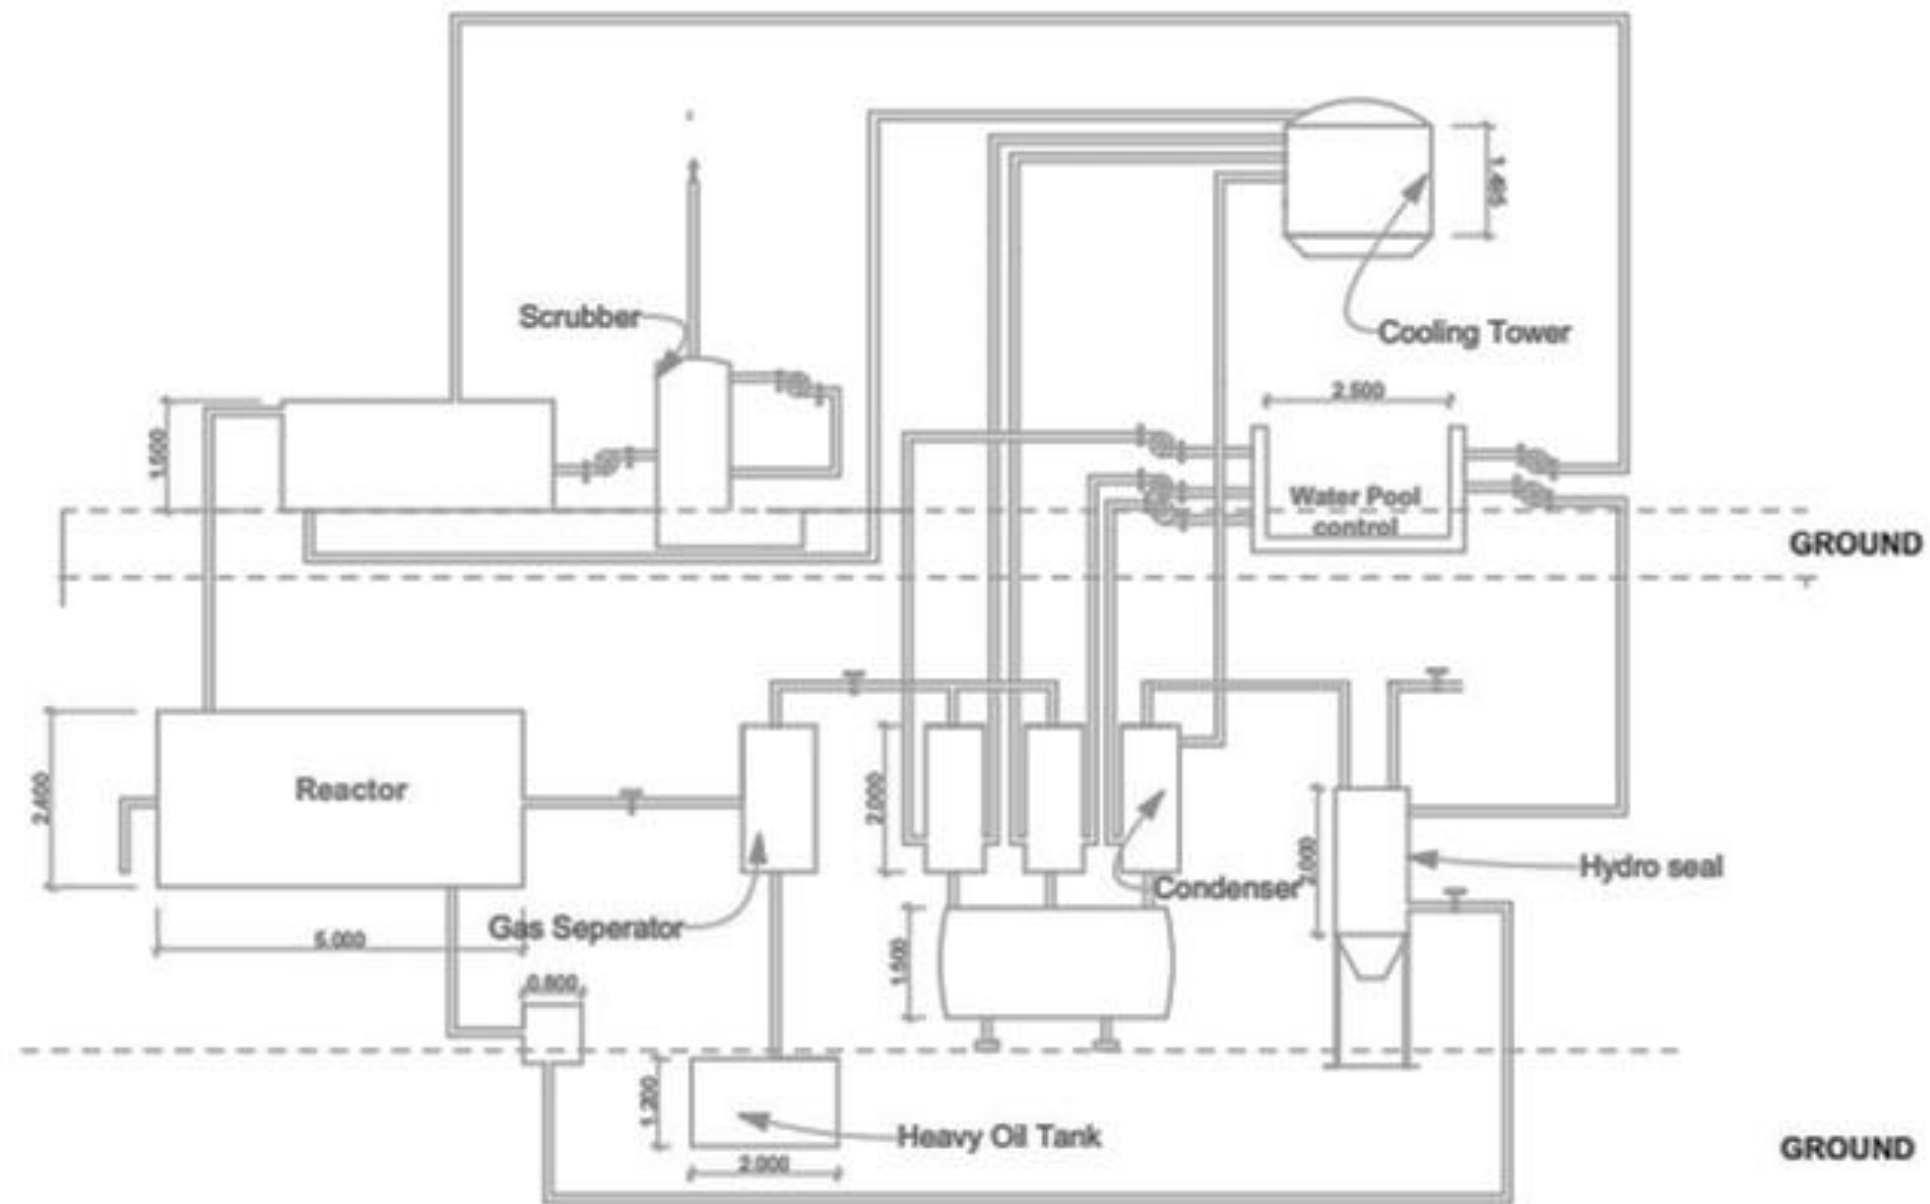 Scrubber
1.465
Cooling Tower
2.500
1.500
Water Pool
control
GROUND
2.400
Reactor
2.000
2.000
Hydro seal
Condenser
Gas Seperator
5.000
1.500
0.800
1.200
Heavy Oil Tank
2.000
GROUND